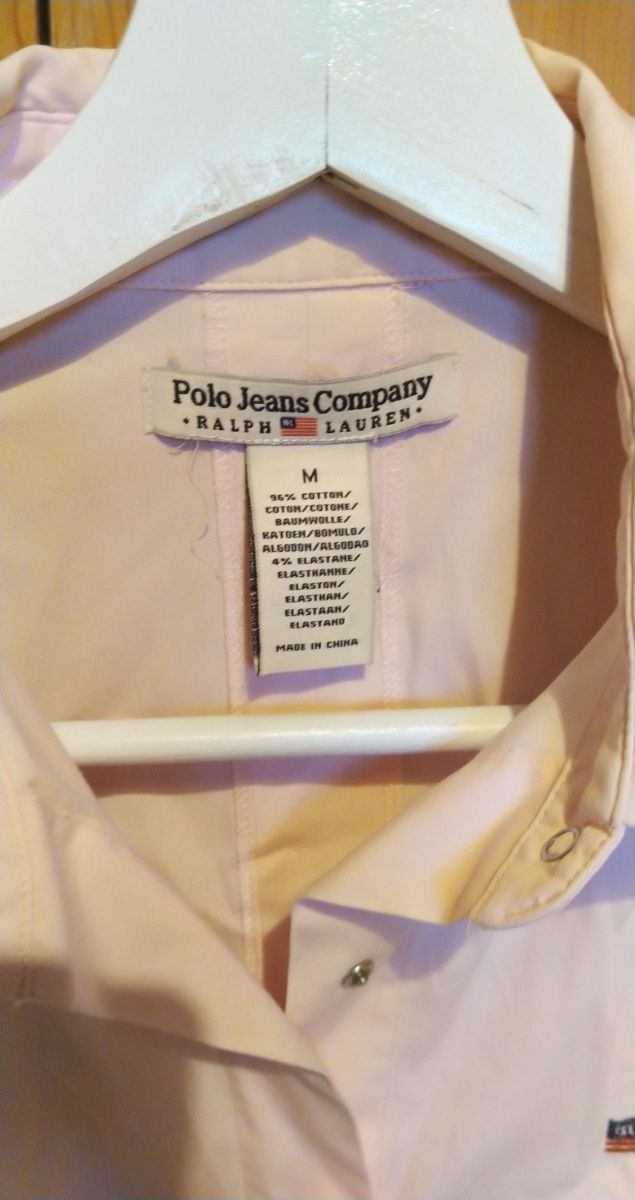 Polo Jeans Company
• RALPH LAUREN •
M
96% COTTON/
COTON/COTONE/
BAUMWOLLE/
KATOEN/BOMULD/
ALGODON/ALGODAO
4% ELASTANE/
ELASTHANNE/
ELASTON/
ELASTHAN/
ELASTAAN/
ELASTANO
MADE IN CHINA